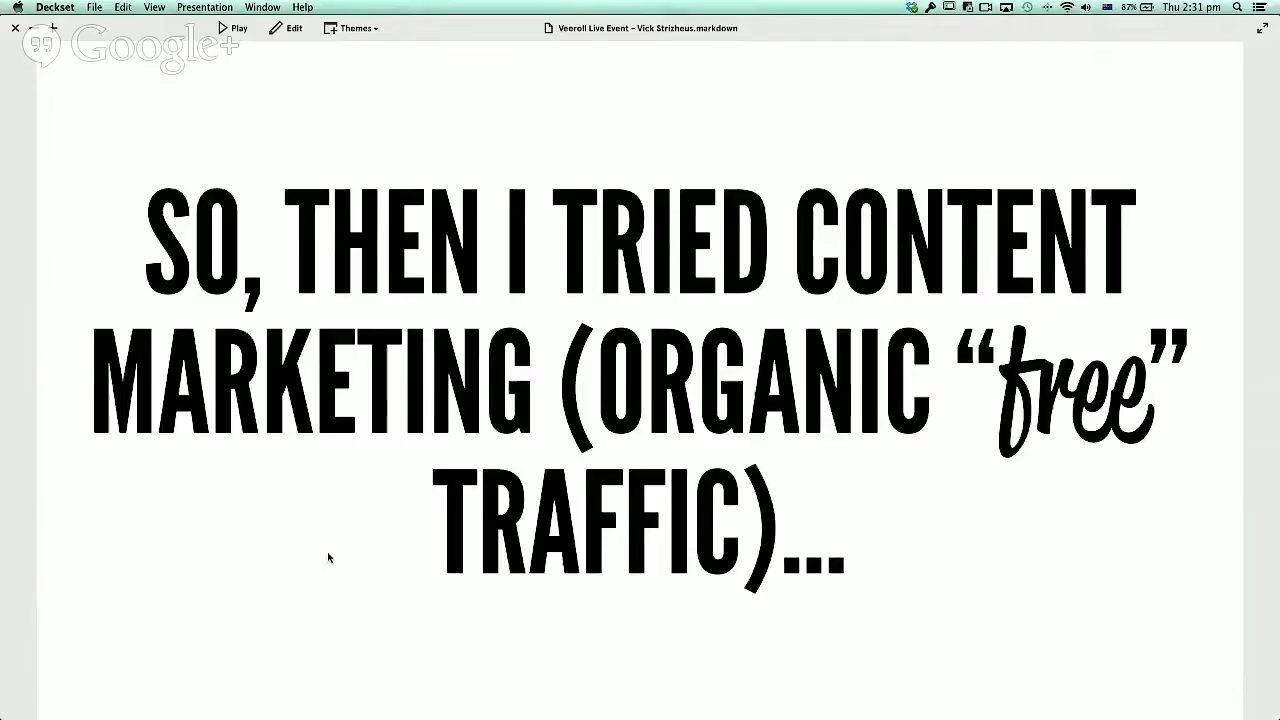 Deckset File Edit View Presentation Window Help 87% Thu 2:31 pm
Play Edit Themes Veeroll Live Event – Vick Strizheus.markdown
Google+
SO, THEN I TRIED CONTENT
MARKETING (ORGANIC “free”
TRAFFIC)...